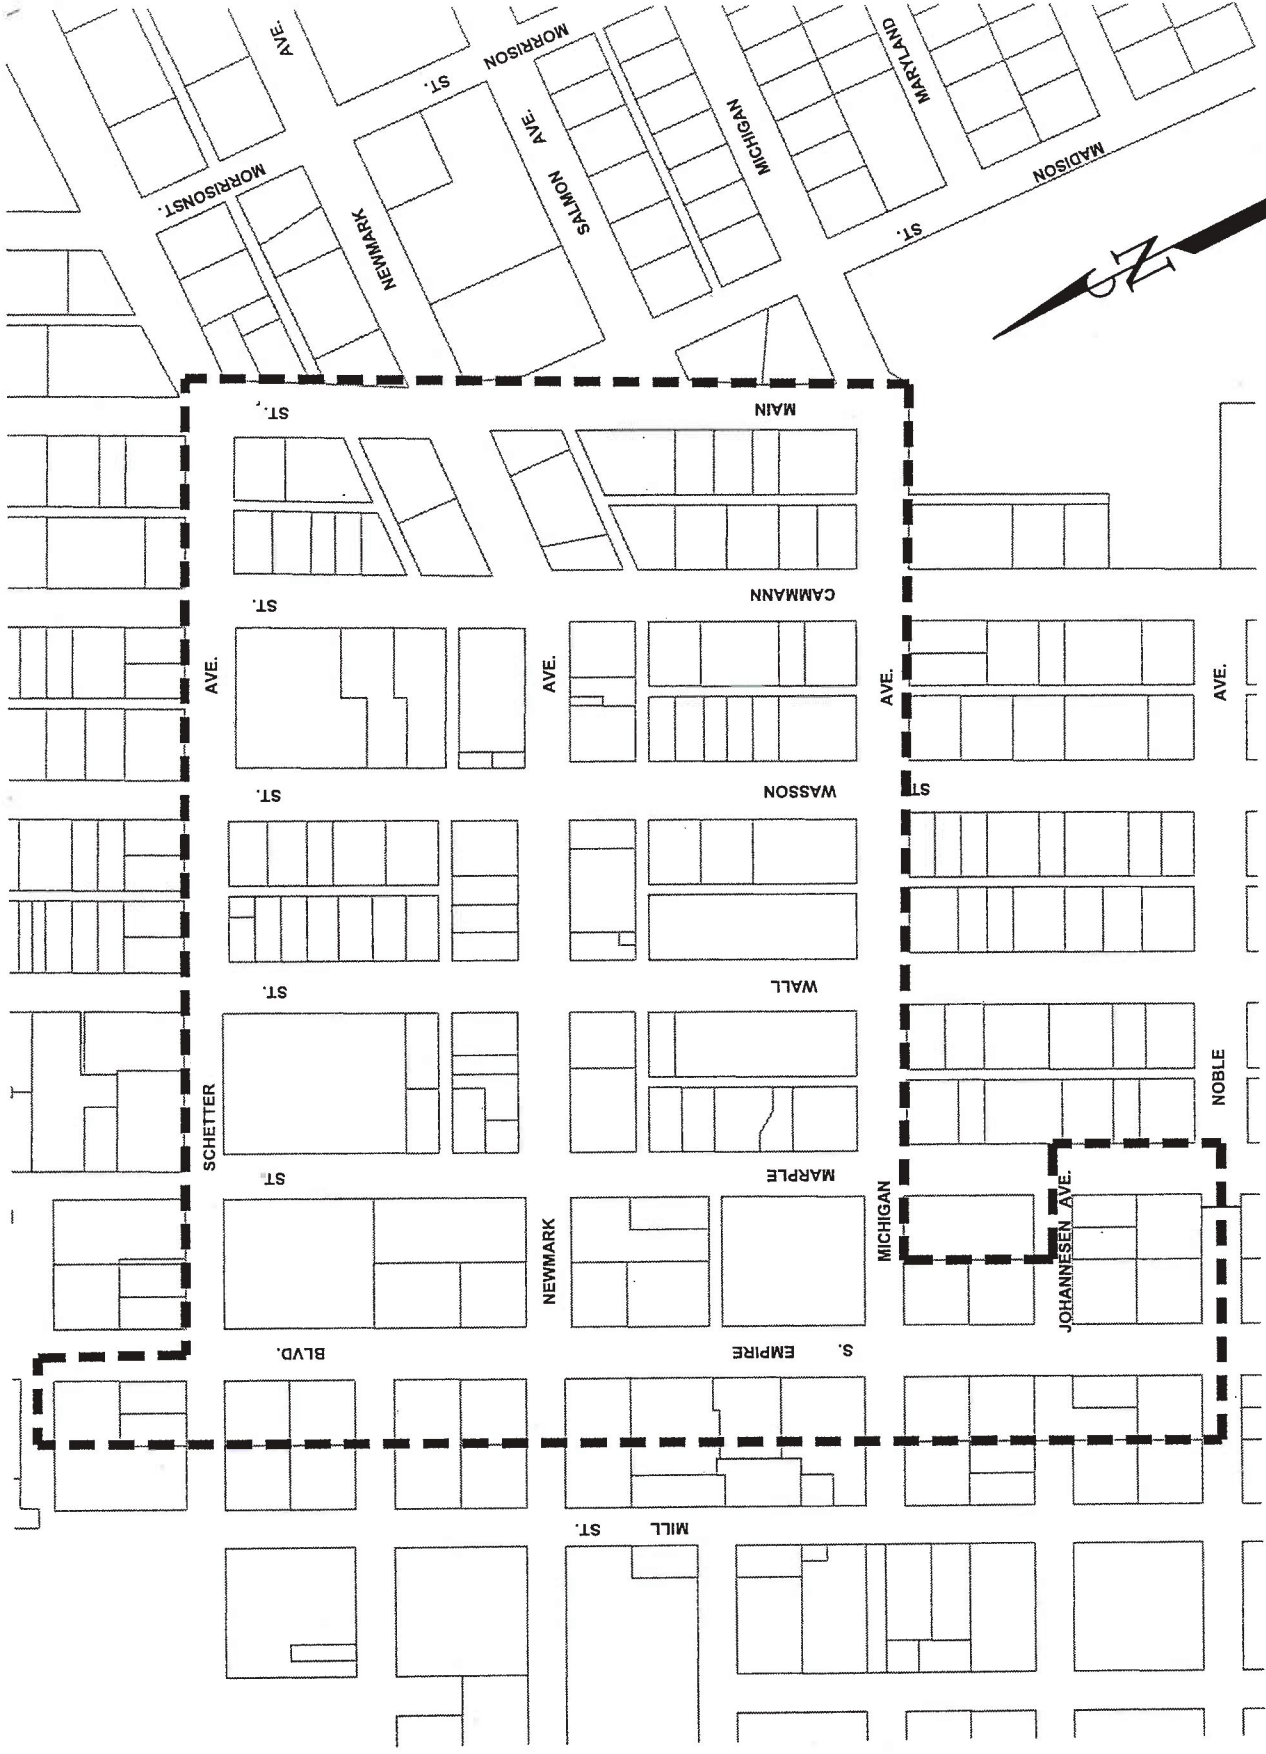 AVE.
MORRISON
ST.
MARYLAND
AVE.
MICHIGAN
MADISON
MORRISONST.
SALMON
NEWMARK
ST.
N
ST.
MAIN
ST.
CAMMANN
AVE.
AVE.
AVE.
AVE.
ST.
WASSON
ST
ST.
WALL
SCHETTER
NOBLE
ST
MARPLE
NEWMARK
MICHIGAN
JOHANNESEN AVE.
BLVD.
EMPIRE
S.
ST.
MILL